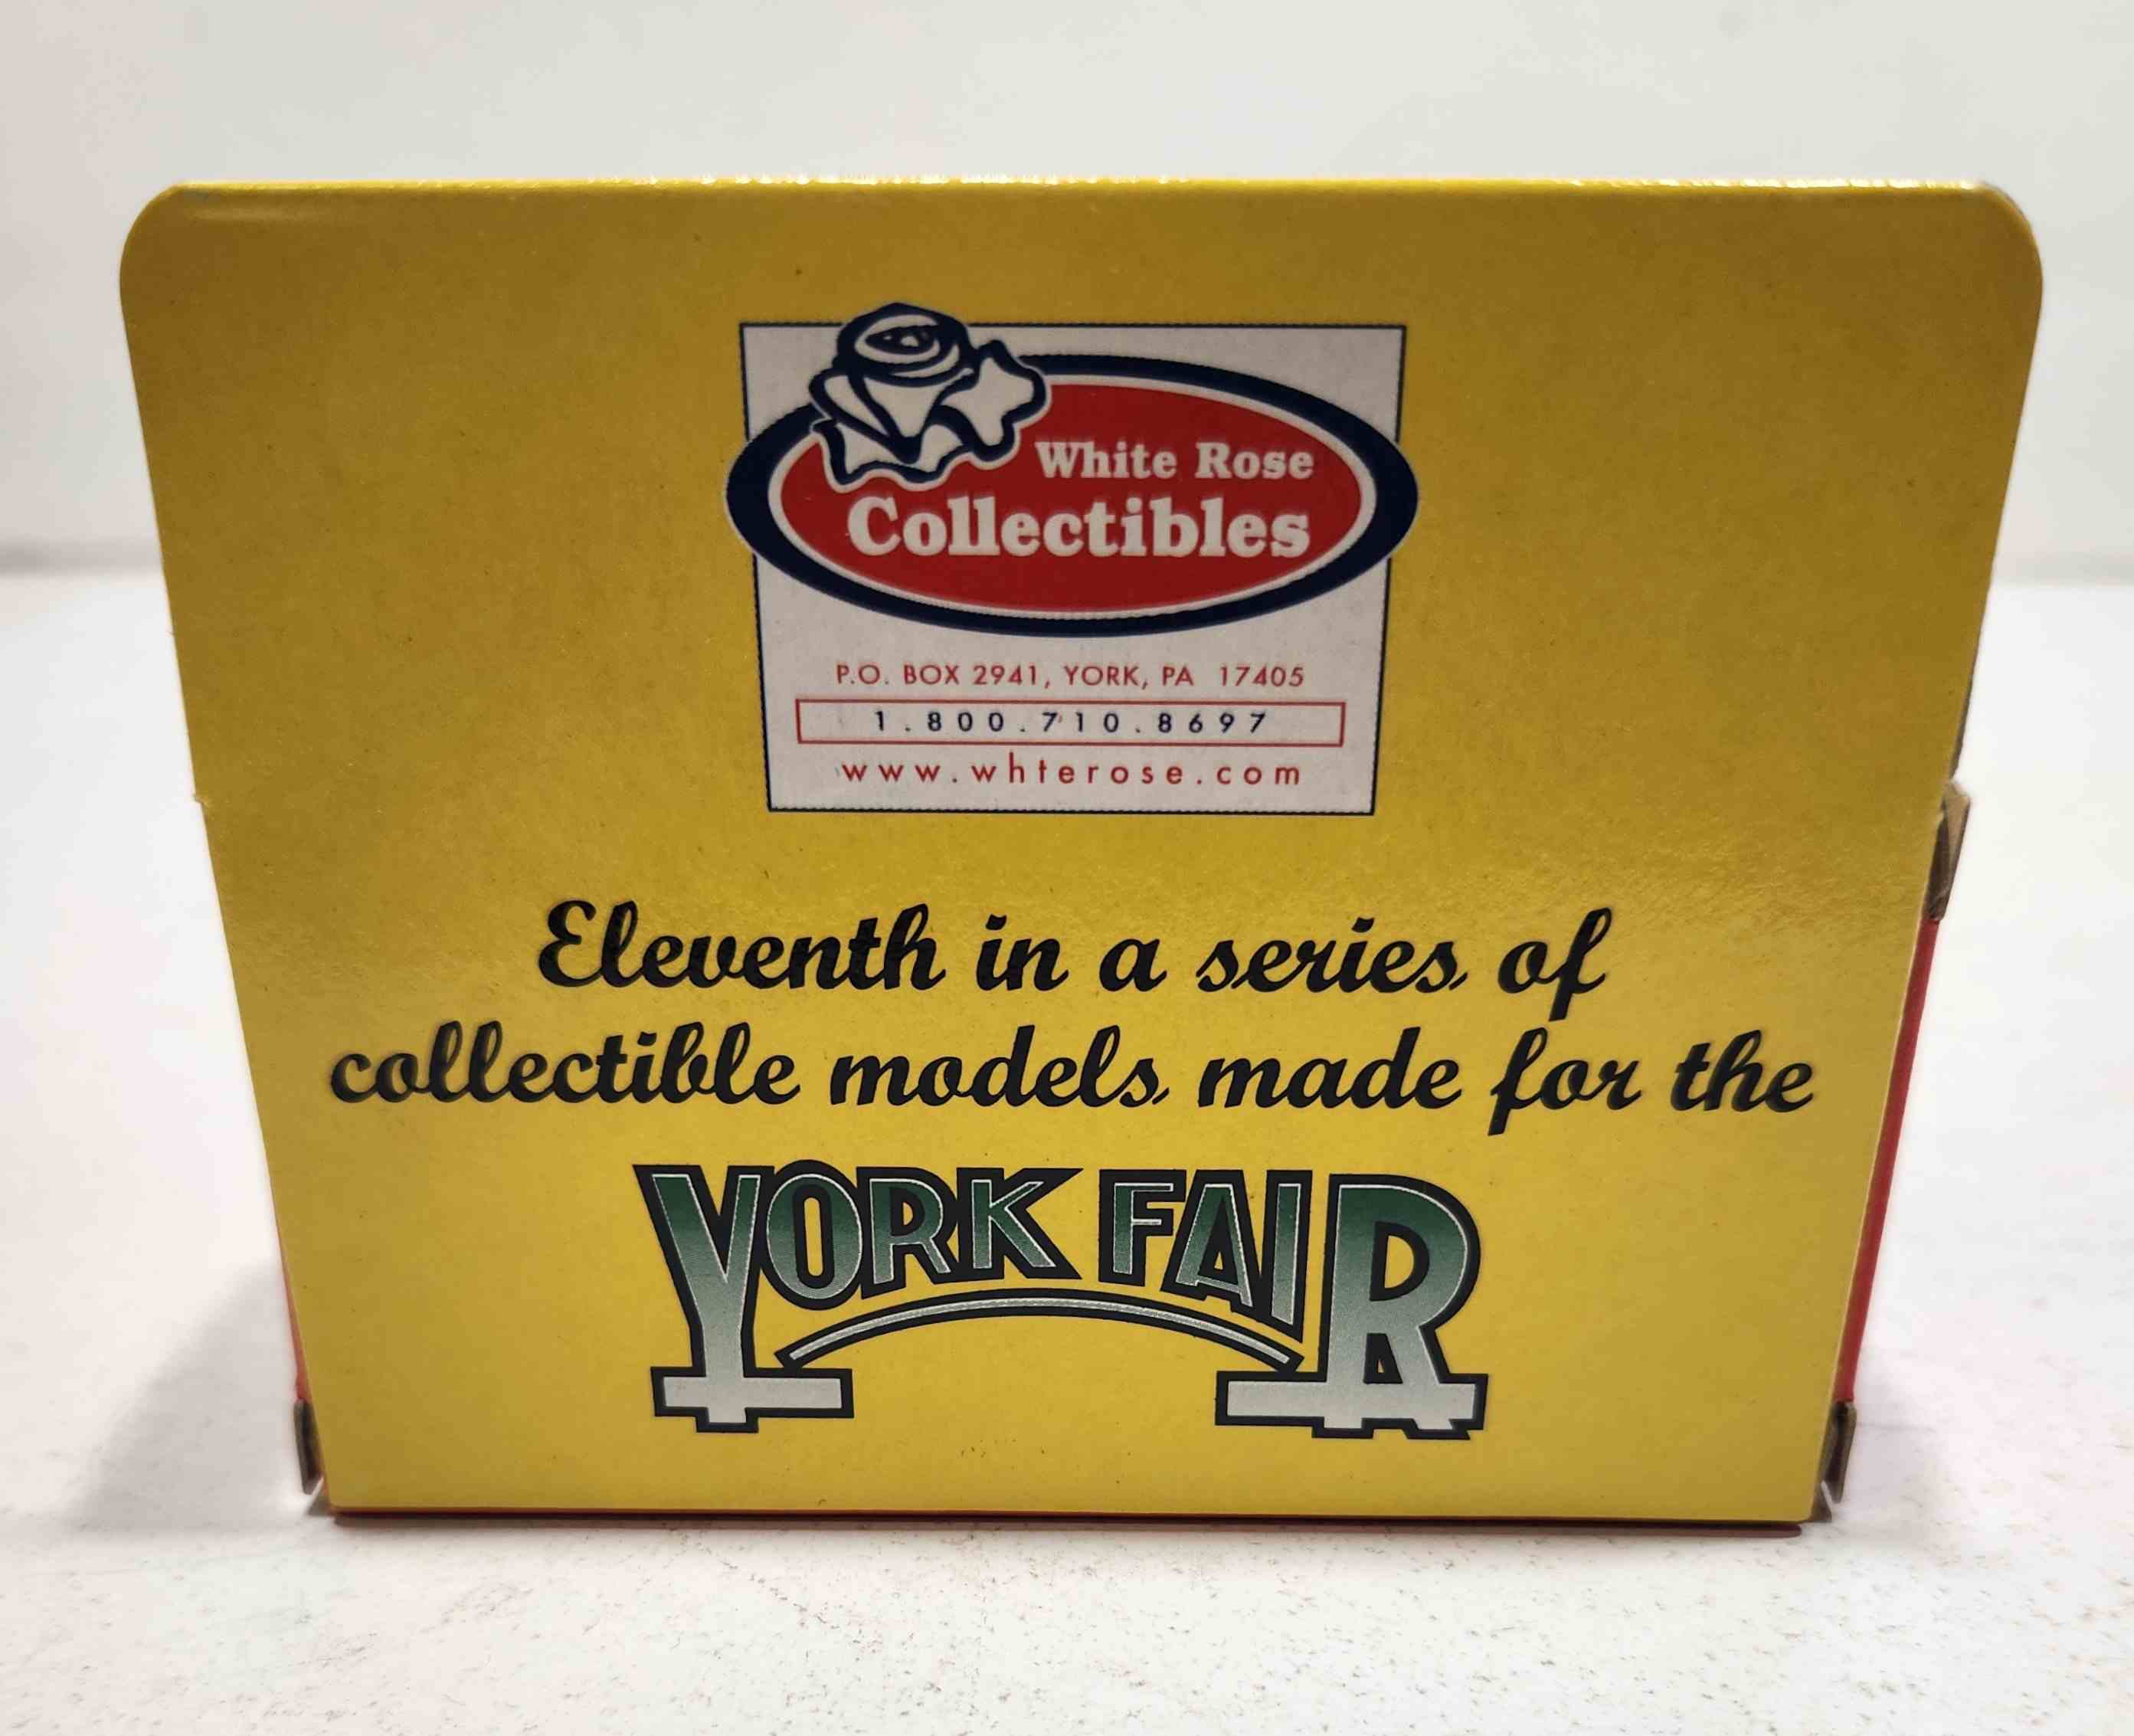 White Rose
Collectibles
P.O. BOX 2941, YORK, PA 17405
1.800.710.8697
www.whterose.com
Eleventh in a series of
collectible models made for the
YORK FAIR